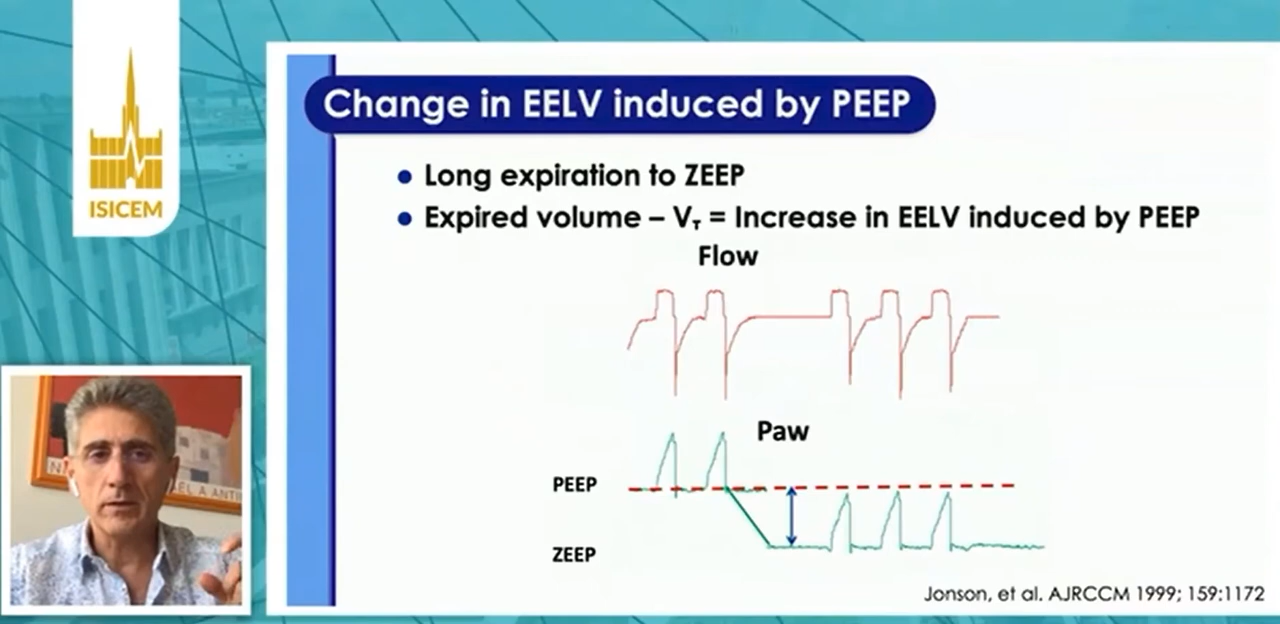 ISICEM
Change in EELV induced by PEEP
Long expiration to ZEEP
Expired volume – VT = Increase in EELV induced by PEEP
Flow
Paw
PEEP
ZEEP
Jonson, et al. AJRCCM 1999; 159:1172